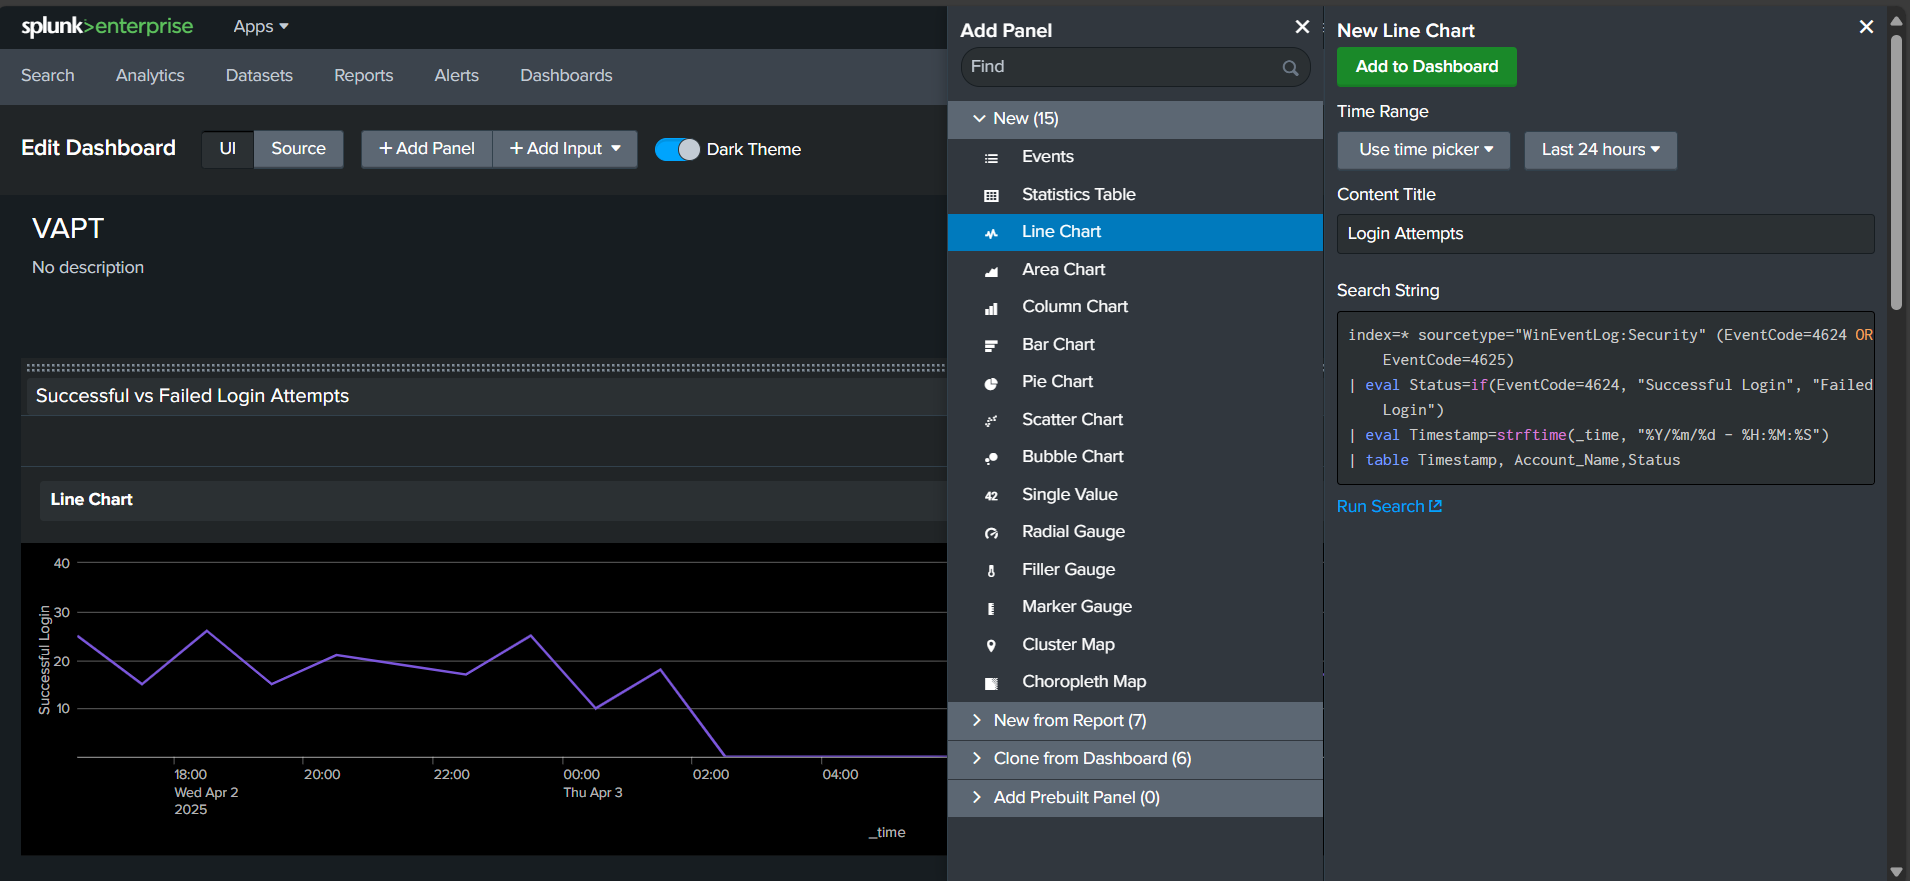 splunk>enterprise
Apps
Search
Analytics
Datasets
Reports
Alerts
Dashboards
Edit Dashboard
UI
Source
+ Add Panel
+ Add Input
Dark Theme
VAPT
No description
Successful vs Failed Login Attempts
Line Chart
Successful Login
40
30
20
10
18:00
Wed Apr 2
2025
20:00
22:00
00:00
Thu Apr 3
02:00
04:00
_time
Add Panel
Find
New (15)
Events
Statistics Table
Line Chart
Area Chart
Column Chart
Bar Chart
Pie Chart
Scatter Chart
Bubble Chart
42
Single Value
Radial Gauge
Filler Gauge
Marker Gauge
Cluster Map
Choropleth Map
New from Report (7)
Clone from Dashboard (6)
Add Prebuilt Panel (0)
New Line Chart
Add to Dashboard
Time Range
Use time picker
Last 24 hours
Content Title
Login Attempts
Search String
index=* sourcetype="WinEventLog:Security" (EventCode=4624 OR
EventCode=4625)
| eval Status=if(EventCode=4624, "Successful Login", "Failed
Login")
| eval Timestamp=strftime(_time, "%Y/%m/%d - %H:%M:%S")
| table Timestamp, Account_Name,Status
Run Search